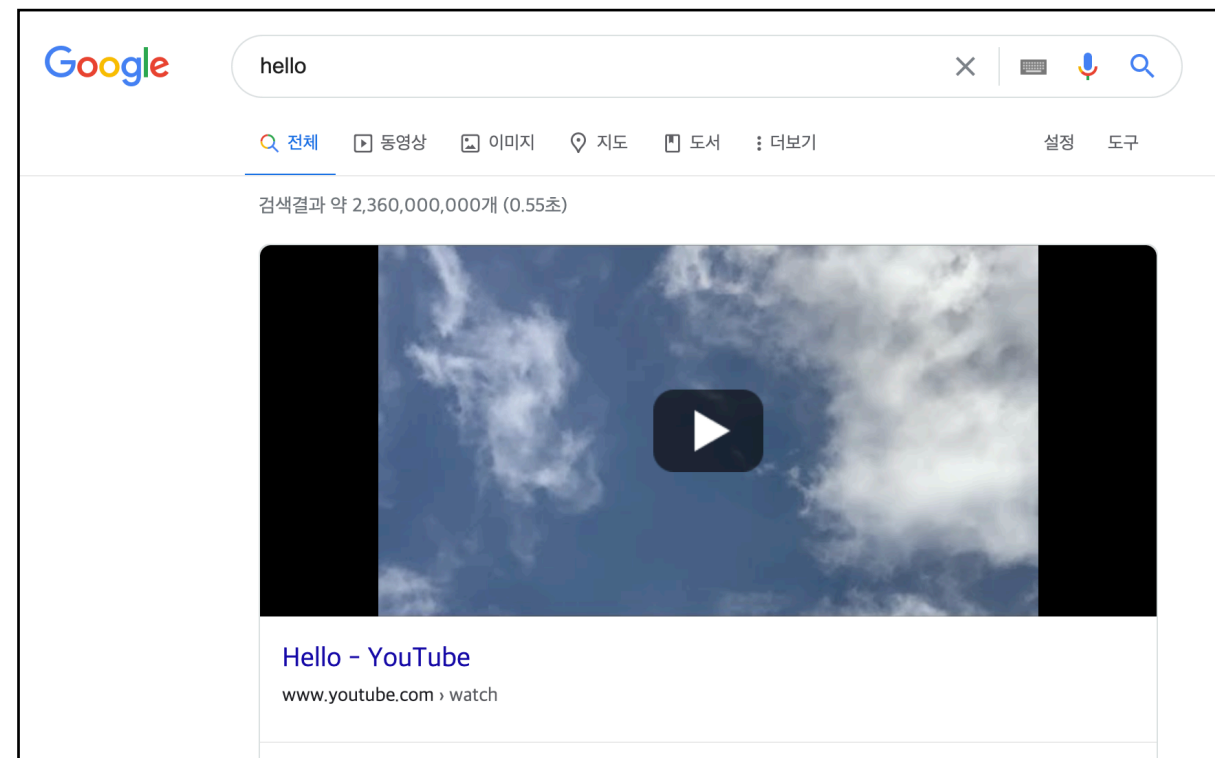 Google hello
전체 동영상 이미지 지도 도서 더보기 설정 도구
검색결과 약 2,360,000,000개 (0.55초)
Hello - YouTube
www.youtube.com › watch